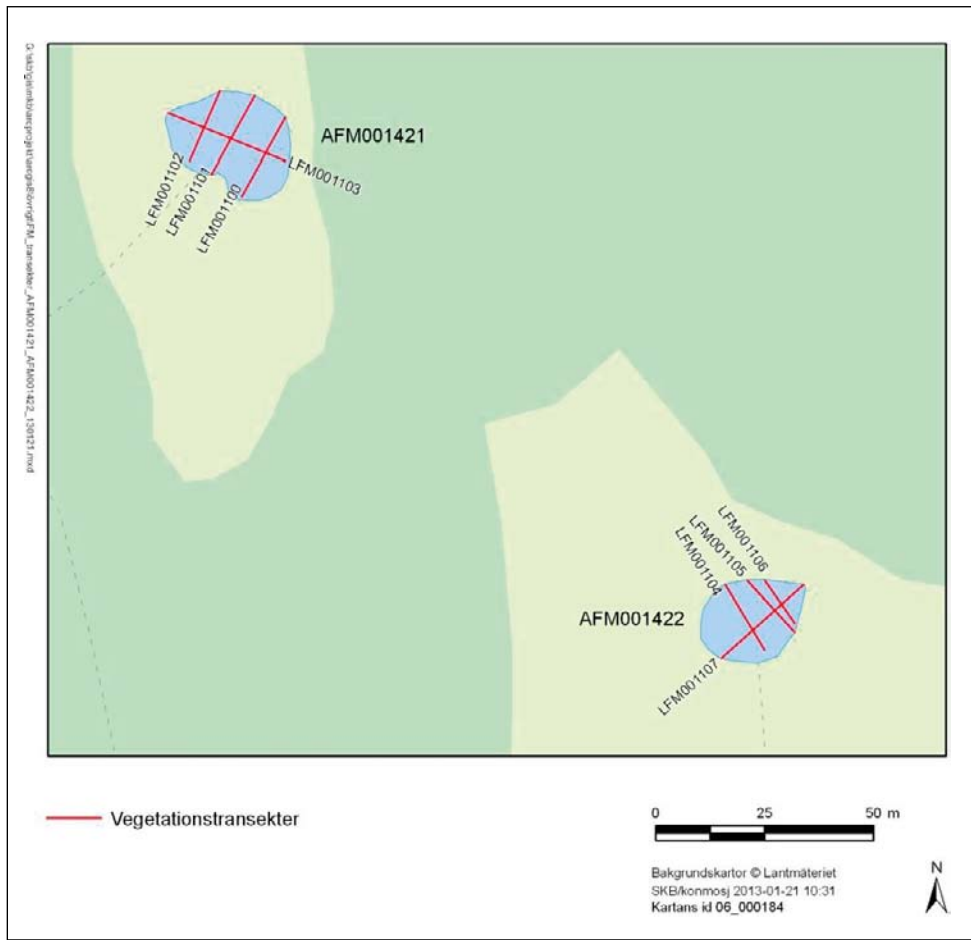 AFM001421
LFM001103
LFM001102
LFM001101
LFM001100
LFM001106
LFM001105
LFM001104
AFM001422
LFM001107
Vegetationstransekter
0 25 50 m
Bakgrundskartor © Lantmäteriet
SKB/konmosj 2013-01-21 10:31
Kartans id 06_000184
N